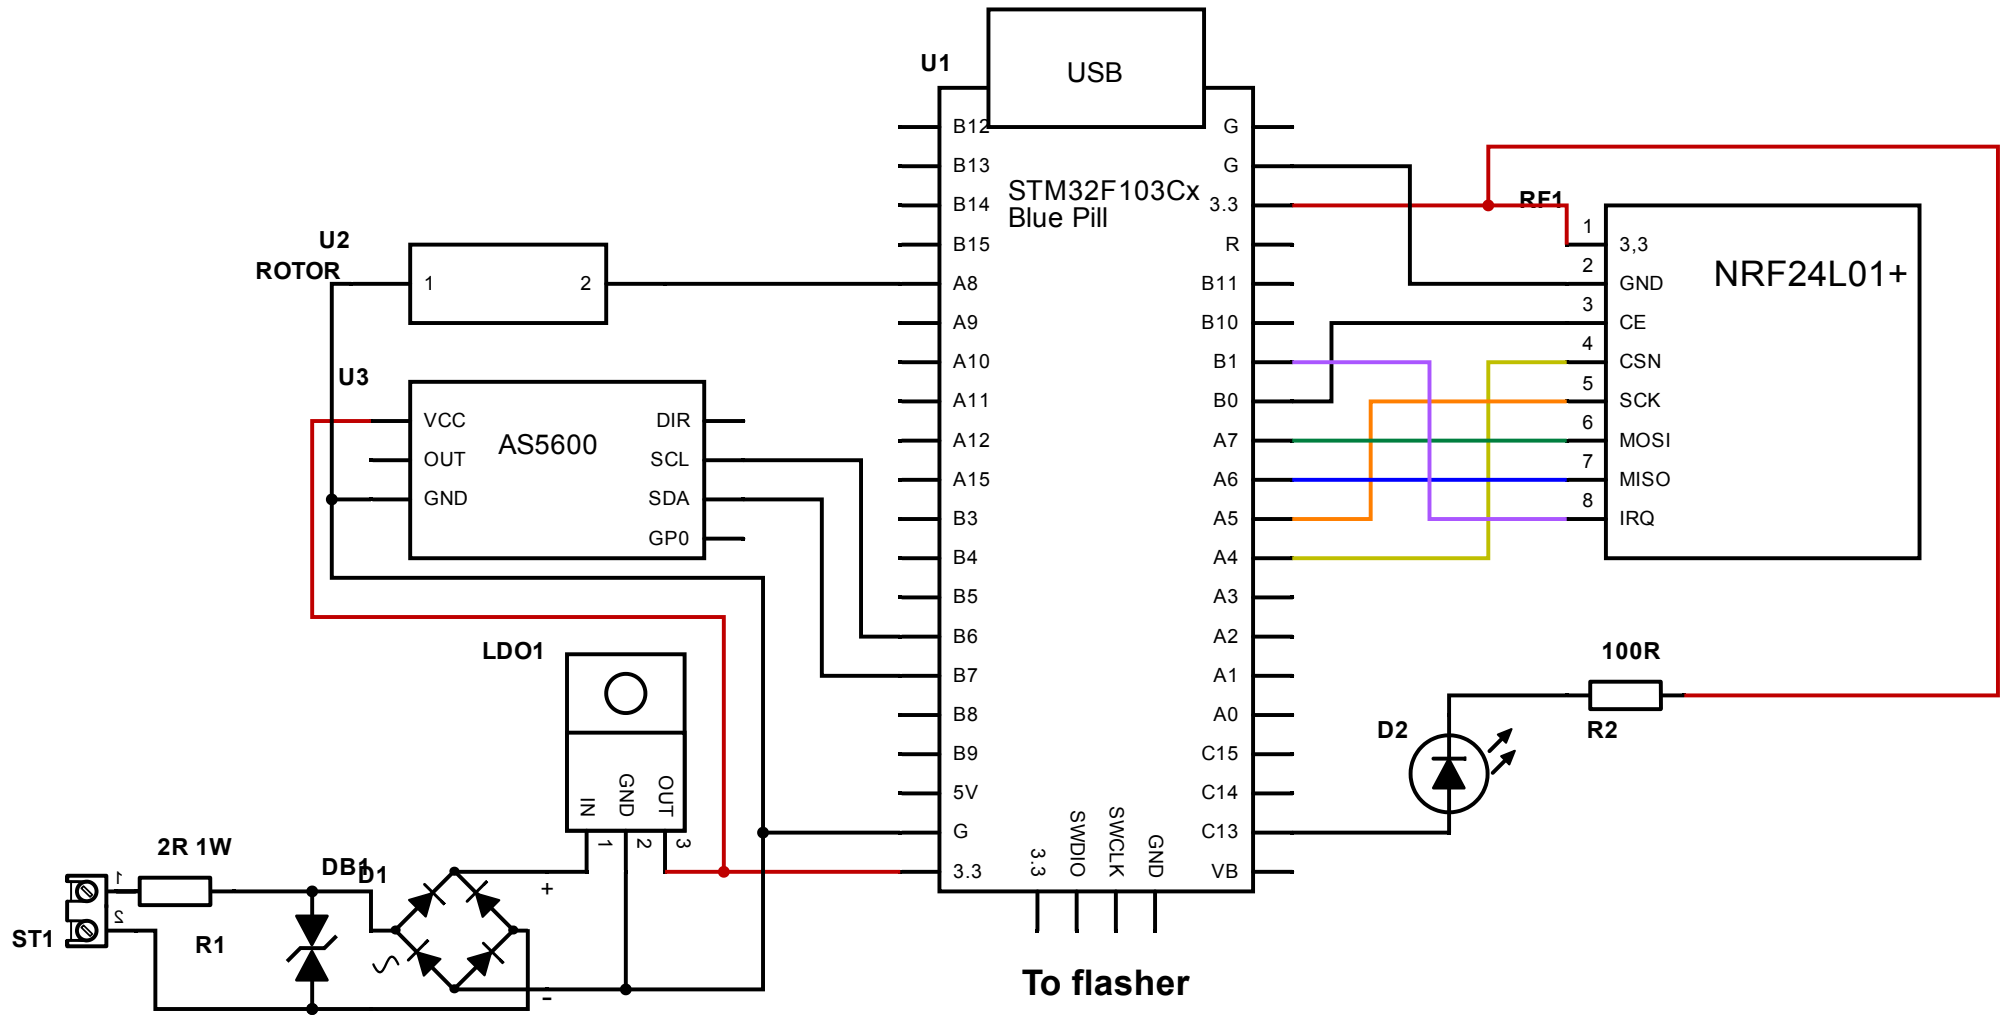 USB
U1
STM32F103Cx
Blue Pill
B12
B13
B14
B15
A8
A9
A10
A11
A12
A15
B3
B4
B5
B6
B7
B8
B9
5V
G
3.3
G
G
3.3
R
B11
B10
B1
B0
A7
A6
A5
A4
A3
A2
A1
A0
C15
C14
C13
VB
3.3
SWDIO
SWCLK
GND
To flasher
U2
ROTOR
1
2
U3
AS5600
VCC
OUT
GND
DIR
SCL
SDA
GP0
LDO1
IN
GND
OUT
1
2
3
2R 1W
R1
DB1
D1
+
-
ST1
1
2
RF1
NRF24L01+
1
3,3
2
GND
3
CE
4
CSN
5
SCK
6
MOSI
7
MISO
8
IRQ
100R
R2
D2